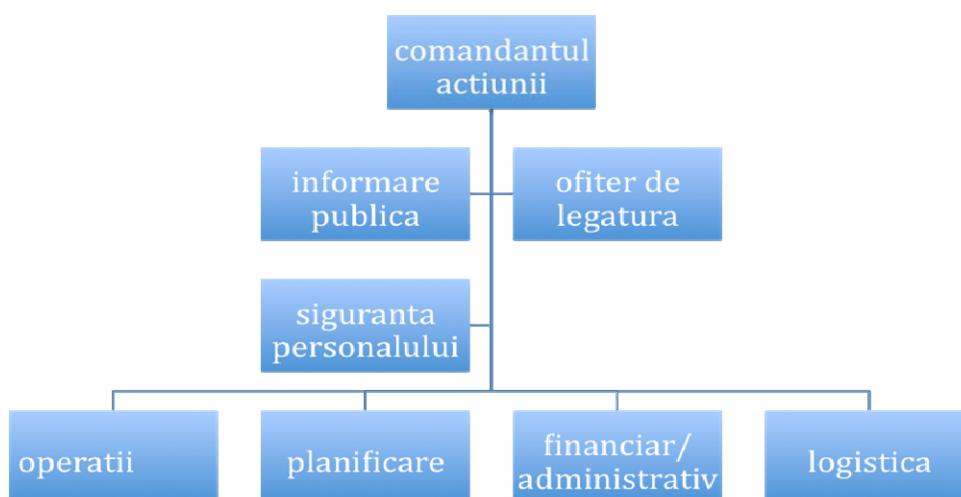 comandantul
actiunii
informare
publica
ofiter de
legatura
siguranta
personalului
operatii
planificare
financiar/
administrativ
logistica